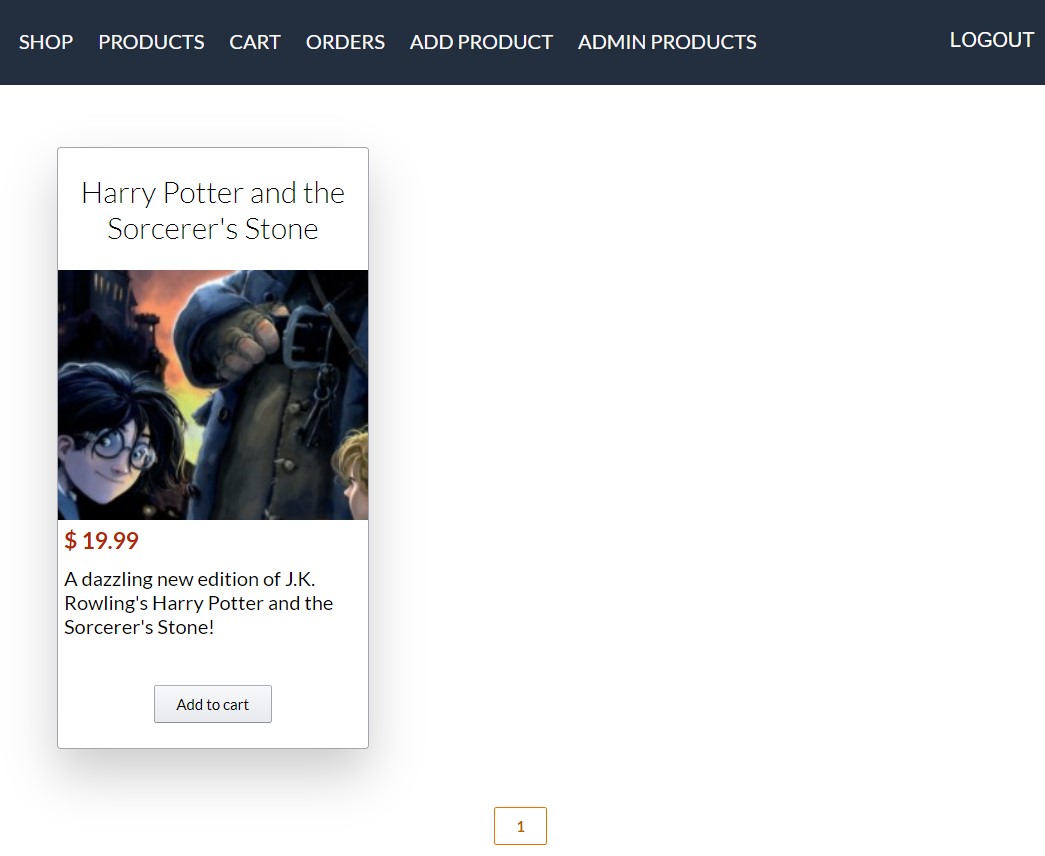 SHOP PRODUCTS CART ORDERS ADD PRODUCT ADMIN PRODUCTS LOGOUT
Harry Potter and the
Sorcerer's Stone
$ 19.99
A dazzling new edition of J.K.
Rowling's Harry Potter and the
Sorcerer's Stone!
Add to cart
1